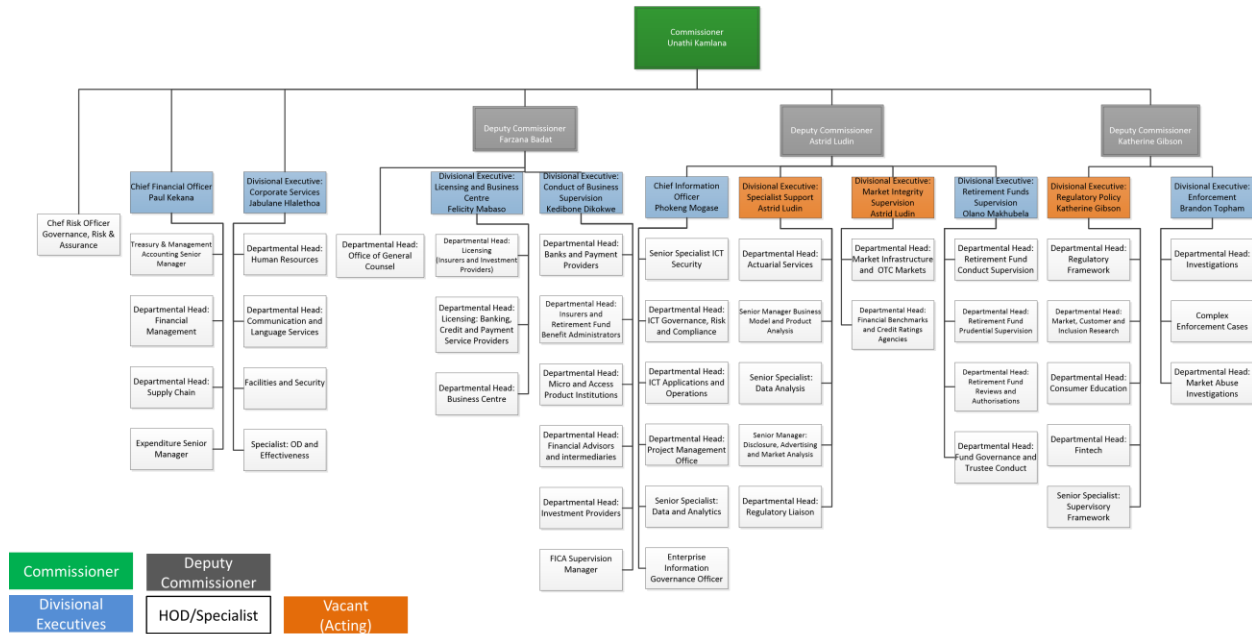 Commissioner
Unathi Kamlana
Deputy Commissioner
Farzana Badat
Deputy Commissioner
Astrid Ludin
Deputy Commissioner
Katherine Gibson
Chef Risk Officer
Governance, Risk &
Assurance
Chief Financial Officer
Paul Kekana
Treasury & Management
Accounting Senior
Manager
Departmental Head:
Financial
Management
Departmental Head:
Supply Chain
Expenditure Senior
Manager
Divisional Executive:
Corporate Services
Jabulane Hlalethoa
Departmental Head:
Human Resources
Departmental Head:
Communication and
Language Services
Facilities and Security
Specialist: OD and
Effectiveness
Departmental Head:
Office of General
Counsel
Divisional Executive:
Licensing and Business
Centre
Felicity Mabaso
Departmental Head:
Licensing
(Insurers and Investment
Providers)
Departmental Head:
Licensing: Banking,
Credit and Payment
Service Providers
Departmental Head:
Business Centre
Divisional Executive:
Conduct of Business
Supervision
Kedibone Dikokwe
Departmental Head:
Banks and Payment
Providers
Departmental Head:
Insurers and
Retirement Fund
Benefit Administrators
Departmental Head:
Micro and Access
Product Institutions
Departmental Head:
Financial Advisors
and intermediaries
Departmental Head:
Investment Providers
FICA Supervision
Manager
Chief Information
Officer
Phokeng Mogase
Senior Specialist ICT
Security
Departmental Head:
ICT Governance, Risk
and Compliance
Departmental Head:
ICT Applications and
Operations
Departmental Head:
Project Management
Office
Senior Specialist:
Data and Analytics
Enterprise
Information
Governance Officer
Divisional Executive:
Specialist Support
Astrid Ludin
Departmental Head:
Actuarial Services
Senior Manager Business
Model and Product
Analysis
Senior Specialist:
Data Analysis
Senior Manager:
Disclosure, Advertising
and Market Analysis
Departmental Head:
Regulatory Liaison
Divisional Executive:
Market Integrity
Supervision
Astrid Ludin
Departmental Head:
Market Infrastructure
and OTC Markets
Departmental Head:
Financial Benchmarks
and Credit Ratings
Agencies
Divisional Executive:
Retirement Funds
Supervision
Olano Makhubela
Departmental Head:
Retirement Fund
Conduct Supervision
Departmental Head:
Retirement Fund
Prudential Supervision
Departmental Head:
Retirement Fund
Reviews and
Authorisations
Departmental Head:
Fund Governance and
Trustee Conduct
Divisional Executive:
Regulatory Policy
Katherine Gibson
Departmental Head:
Regulatory
Framework
Departmental Head:
Market, Customer and
Inclusion Research
Departmental Head:
Consumer Education
Departmental Head:
Fintech
Senior Specialist:
Supervisory
Framework
Divisional Executive:
Enforcement
Brandon Topham
Departmental Head:
Investigations
Complex
Enforcement Cases
Departmental Head:
Market Abuse
Investigations
Commissioner
Deputy
Commissioner
Divisional
Executives
HOD/Specialist
Vacant
(Acting)